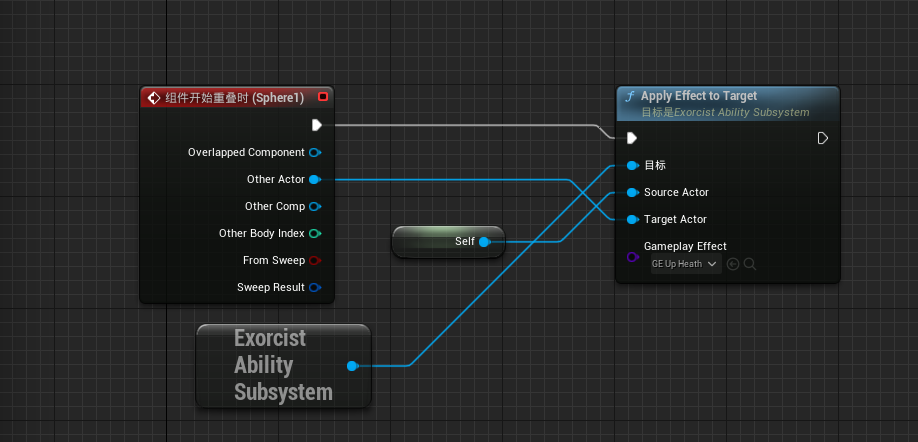 组件开始重叠时 (Sphere1)
Overlapped Component
Other Actor
Other Comp
Other Body Index
From Sweep
Sweep Result
Self
Exorcist
Ability
Subsystem
f Apply Effect to Target
目标是Exorcist Ability Subsystem
目标
Source Actor
Target Actor
Gameplay Effect
GE Up Heath